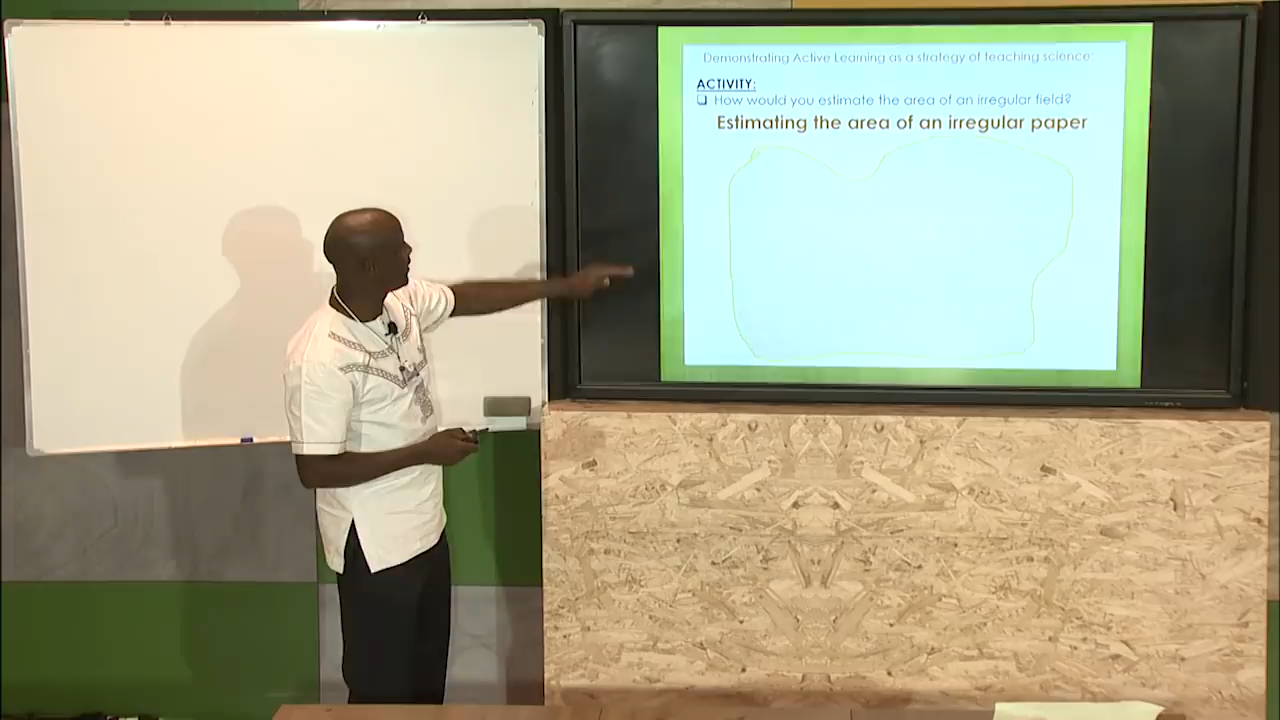 Demonstrating Active Learning as a strategy of teaching science:
ACTIVITY:
❑ How would you estimate the area of an irregular field?
Estimating the area of an irregular paper